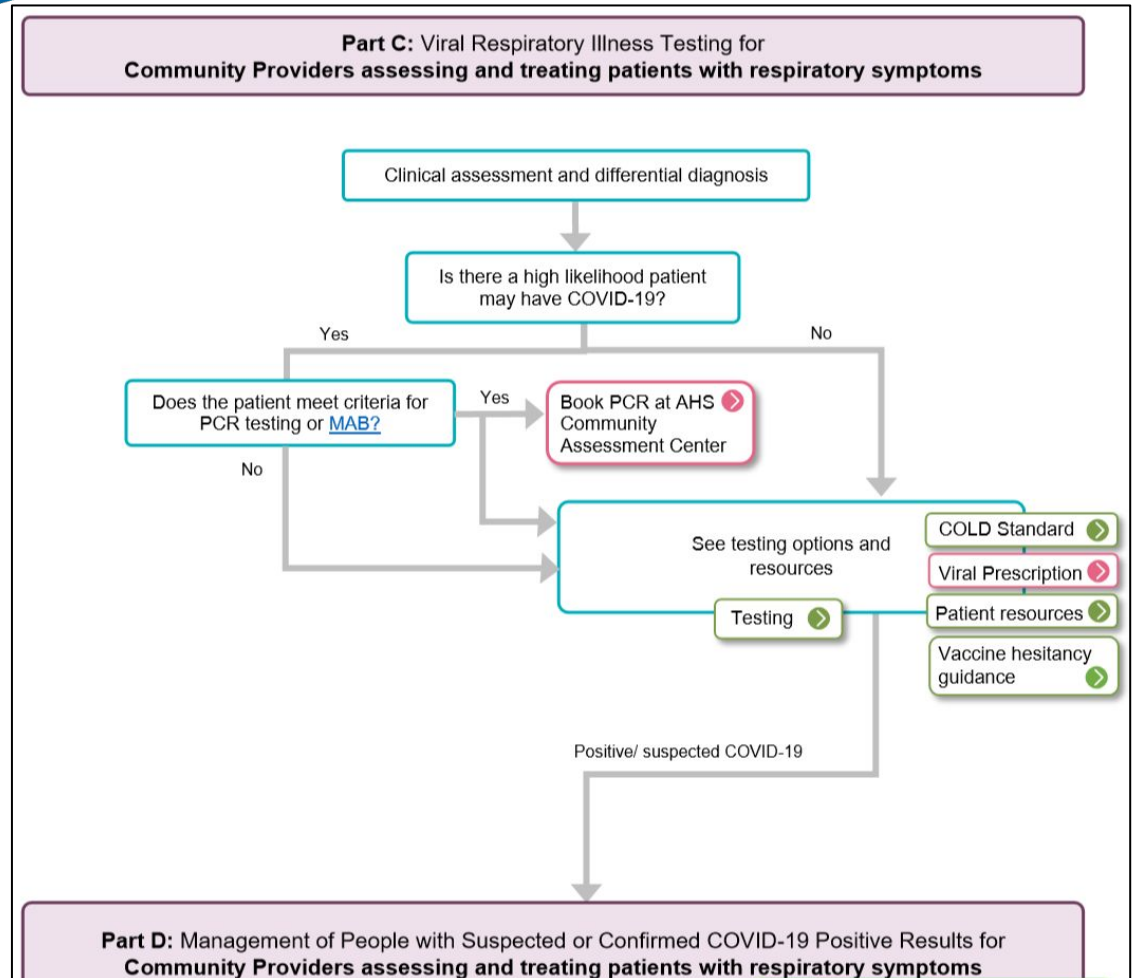 Part C: Viral Respiratory Illness Testing for
Community Providers assessing and treating patients with respiratory symptoms
Clinical assessment and differential diagnosis
Is there a high likelihood patient
may have COVID-19?
Yes
No
Does the patient meet criteria for
PCR testing or MAB?
Yes
Book PCR at AHS
Community
Assessment Center
No
See testing options and
resources
COLD Standard
Viral Prescription
Patient resources
Vaccine hesitancy
guidance
Testing
Positive/ suspected COVID-19
Part D: Management of People with Suspected or Confirmed COVID-19 Positive Results for
Community Providers assessing and treating patients with respiratory symptoms